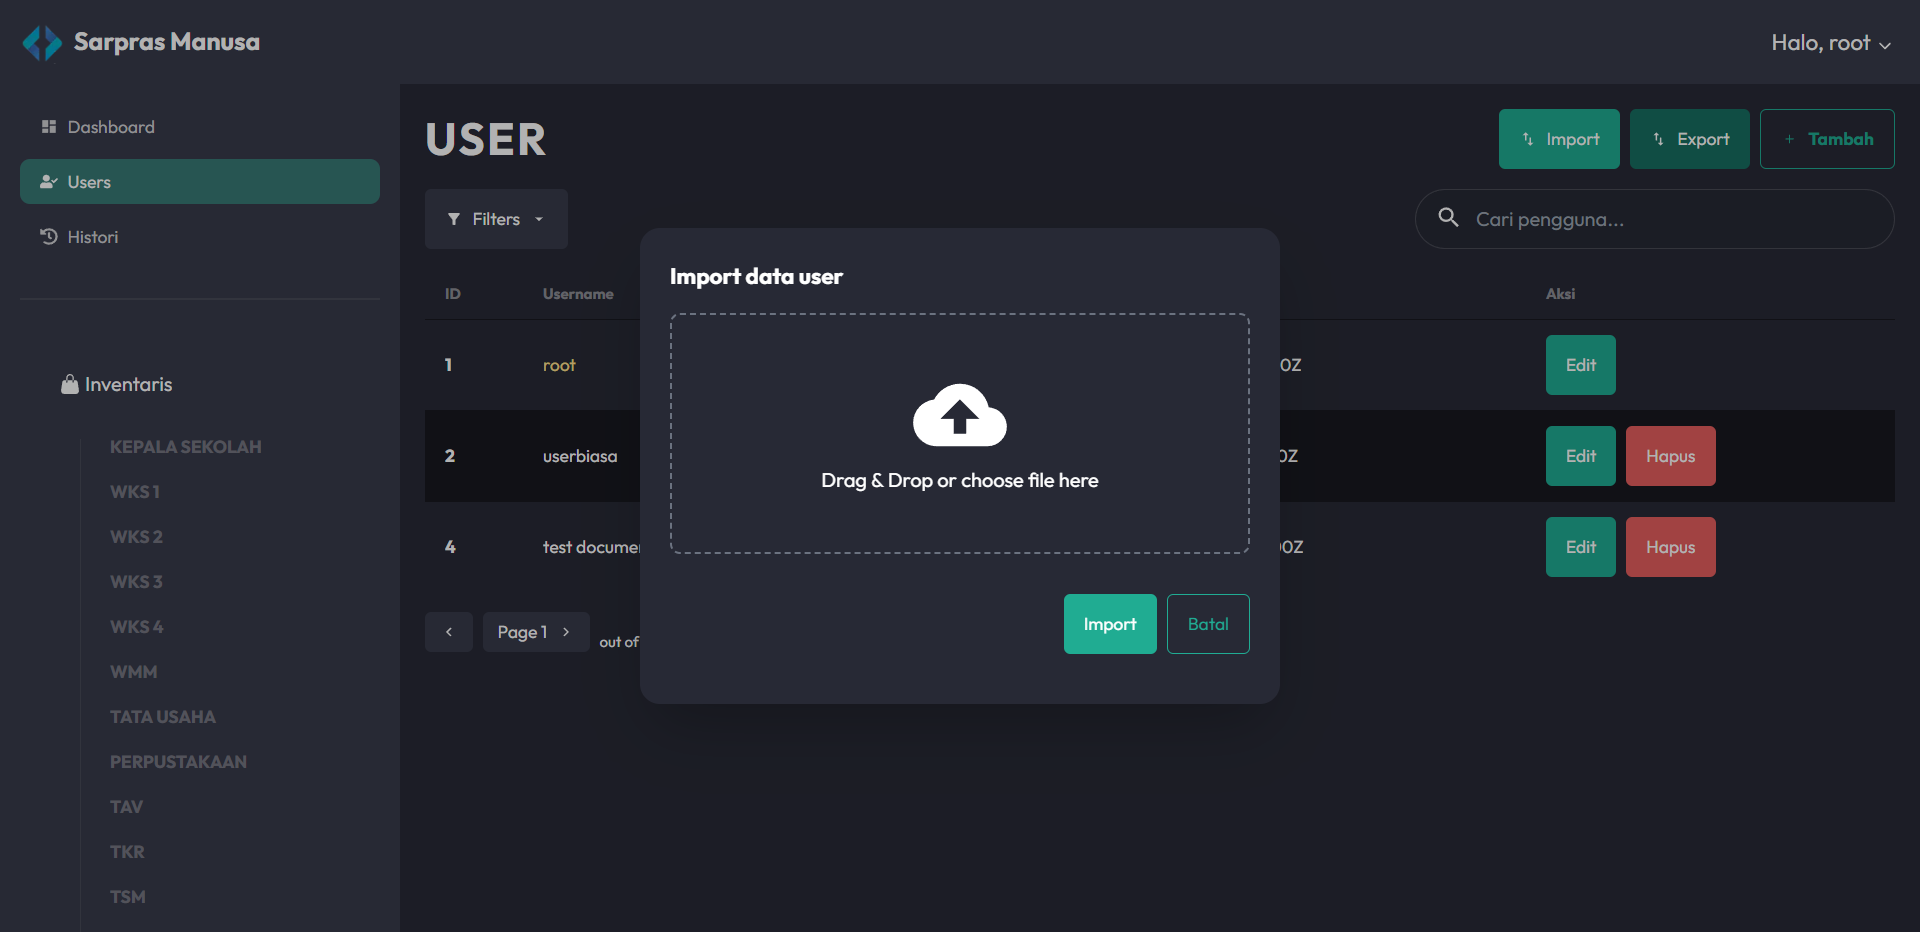 Sarpras Manusa
Halo, root
Dashboard
Users
Histori
Inventaris
KEPALA SEKOLAH
WKS 1
WKS 2
WKS 3
WKS 4
WMM
TATA USAHA
PERPUSTAKAAN
TAV
TKR
TSM
USER
Import
Export
+ Tambah
Filters
Cari pengguna...
ID Username Aksi
1 root 0Z Edit
2 userbiasa 0Z Edit Hapus
4 test docume 00Z Edit Hapus
Page 1
out of
Import data user
Drag & Drop or choose file here
Import
Batal